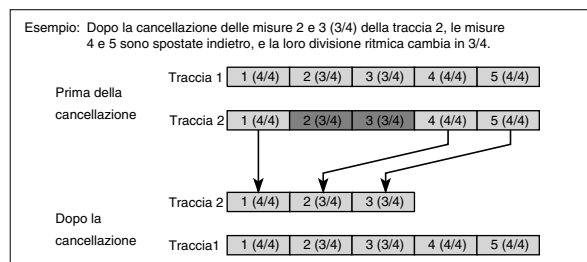 Esempio: Dopo la cancellazione delle misure 2 e 3 (3/4) della traccia 2, le misure
4 e 5 sono spostate indietro, e la loro divisione ritmica cambia in 3/4.
Traccia 1 1 (4/4) 2 (3/4) 3 (3/4) 4 (4/4) 5 (4/4)
Prima della
cancellazione
Traccia 2 1 (4/4) 2 (3/4) 3 (3/4) 4 (4/4) 5 (4/4)
Traccia 2 1 (4/4) 2 (3/4) 3 (3/4)
Dopo la
cancellazione
Traccia1 1 (4/4) 2 (3/4) 3 (3/4) 4 (4/4) 5 (4/4)